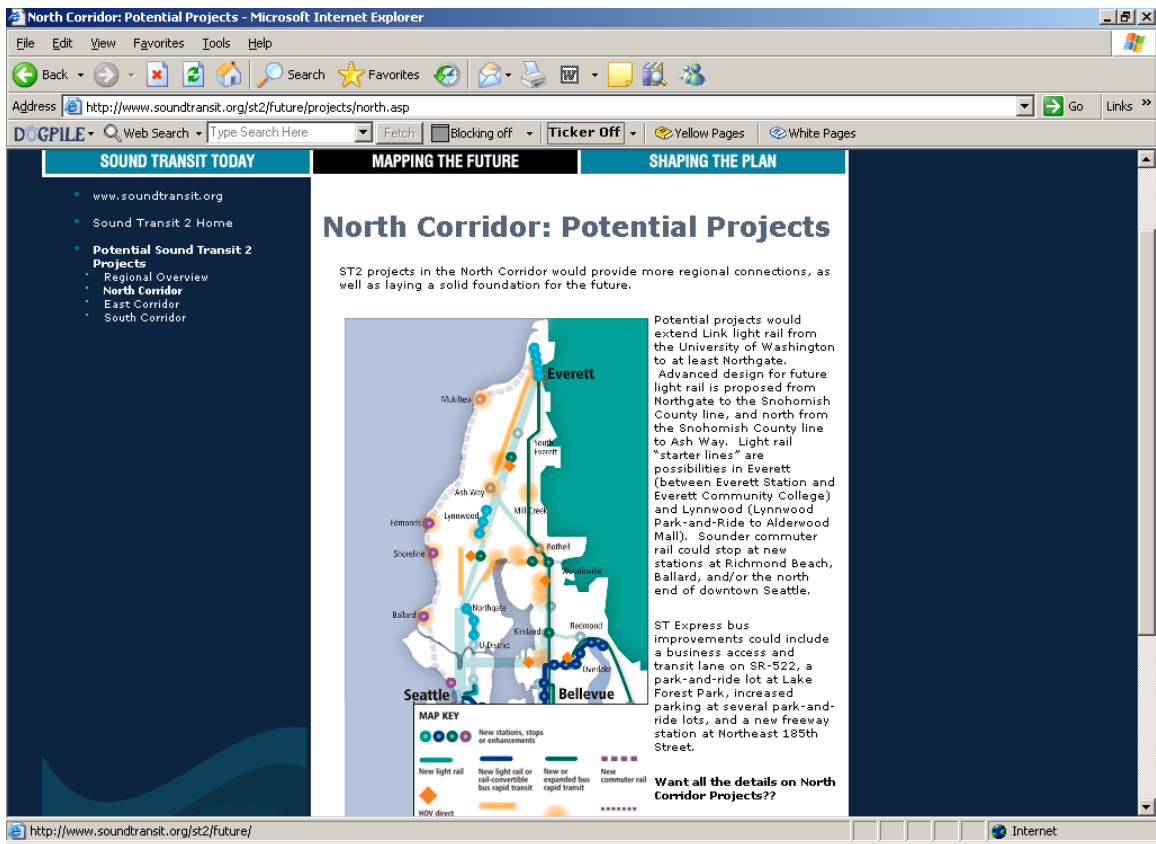 North Corridor: Potential Projects - Microsoft Internet Explorer
File Edit View Favorites Tools Help
Back Search Favorites
Address http://www.soundtransit.org/st2/future/projects/north.asp Go Links »
DOGPILE Web Search Type Search Here Fetch Blocking off Ticker Off Yellow Pages White Pages
SOUND TRANSIT TODAY MAPPING THE FUTURE SHAPING THE PLAN
www.soundtransit.org
Sound Transit 2 Home
Potential Sound Transit 2
Projects
Regional Overview
North Corridor
East Corridor
South Corridor
North Corridor: Potential Projects
ST2 projects in the North Corridor would provide more regional connections, as
well as laying a solid foundation for the future.
Everett
Mukilteo
South
Everett
Ash Way
Lynnwood
Mill Creek
Edmonds
Bothell
Shoreline
Woodinville
Northgate
Ballard
Kirkland
Redmond
U-District
Overlake
Seattle
Bellevue
MAP KEY
New stations, stops
or enhancements
New light rail
New light rail or
rail-convertible
bus rapid transit
New or
expanded bus
rapid transit
New
commuter rail
HOV direct
Potential projects would
extend Link light rail from
the University of Washington
to at least Northgate.
Advanced design for future
light rail is proposed from
Northgate to the Snohomish
County line, and north from
the Snohomish County line
to Ash Way. Light rail
“starter lines” are
possibilities in Everett
(between Everett Station and
Everett Community College)
and Lynnwood (Lynnwood
Park-and-Ride to Alderwood
Mall). Sounder commuter
rail could stop at new
stations at Richmond Beach,
Ballard, and/or the north
end of downtown Seattle.
ST Express bus
improvements could include
a business access and
transit lane on SR-522, a
park-and-ride lot at Lake
Forest Park, increased
parking at several park-and-
ride lots, and a new freeway
station at Northeast 185th
Street.
Want all the details on North
Corridor Projects??
http://www.soundtransit.org/st2/future/ Internet